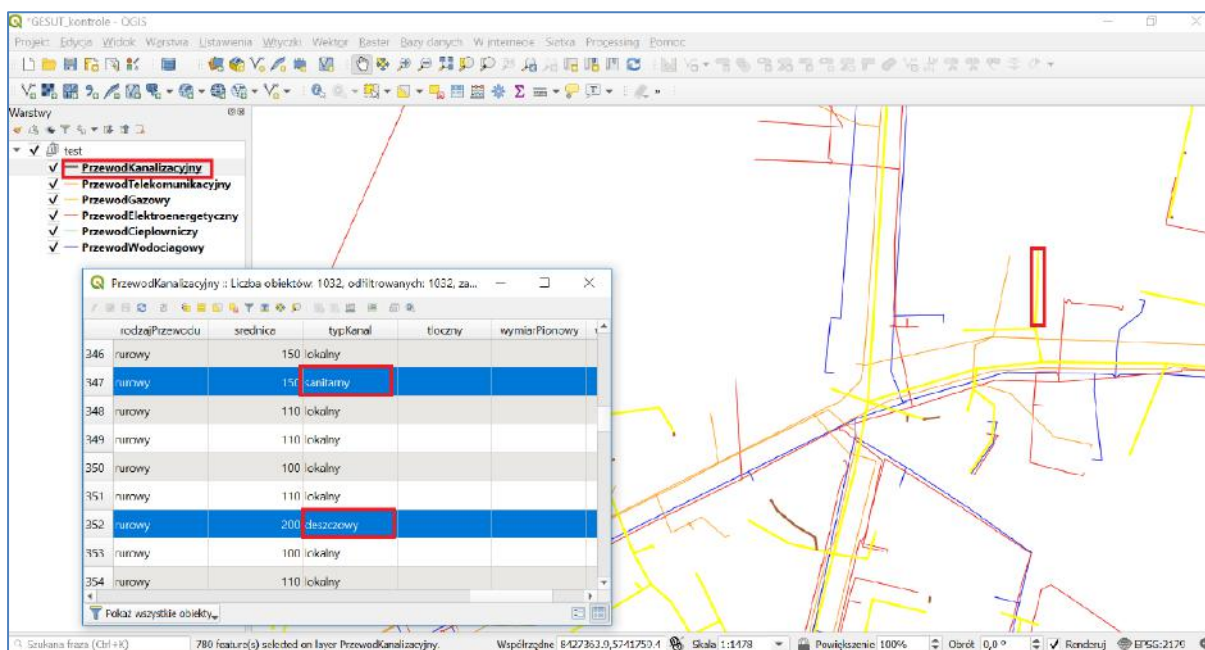 *GESUT_kontrole - QGIS
Projekt Edycja Widok Warstwa Ustawienia Wtyczki Wektor Raster Bazy danych W internecie Siatka Processing Pomoc
Warstwy
test
PrzewodKanalizacyjny
PrzewodTelekomunikacyjny
PrzewodGazowy
PrzewodElektroenergetyczny
PrzewodCieplowniczy
PrzewodWodociagowy
PrzewodKanalizacyjny :: Liczba obiektów: 1032, odfiltrowanych: 1032, za...
rodzajPrzewodu srednica typKanal tloczny wymiarPionowy
346 rurowy 150 lokalny
347 rurowy 150 sanitarny
348 rurowy 110 lokalny
349 rurowy 110 lokalny
350 rurowy 100 lokalny
351 rurowy 110 lokalny
352 rurowy 200 deszczowy
353 rurowy 100 lokalny
354 rurowy 110 lokalny
Pokaż wszystkie obiekty
Szukana fraza (Ctrl+K) 780 feature(s) selected on layer PrzewodKanalizacyjny. Współrzędne 8427363.9,5741759.4 Skala 1:1478 Powiększenie 100% Obrót 0,0 ° Renderuj EPSG:2179